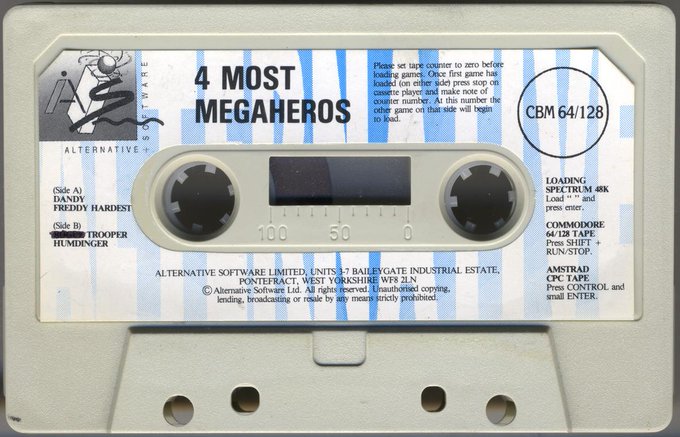 4 MOST
MEGAHEROS
Please set tape counter to zero before
loading games. Once first game has
loaded (on either side) press stop on
cassette player and make note of
counter number. At this number the
other game on that side will begin
to load.
CBM 64/128
ALTERNATIVE + SOFTWARE
(Side A)
DANDY
FREDDY HARDEST
(Side B)
TROOPER
HUMDINGER
100 50 0
LOADING
SPECTRUM 48K
Load " " and
press enter.
COMMODORE
64/128 TAPE
Press SHIFT +
RUN/STOP.
AMSTRAD
CPC TAPE
Press CONTROL and
small ENTER.
ALTERNATIVE SOFTWARE LIMITED, UNITS 3-7 BAILEYGATE INDUSTRIAL ESTATE,
PONTEFRACT, WEST YORKSHIRE WF8 2LN
© Alternative Software Ltd. All rights reserved. Unauthorised copying,
lending, broadcasting or resale by any means strictly prohibited.